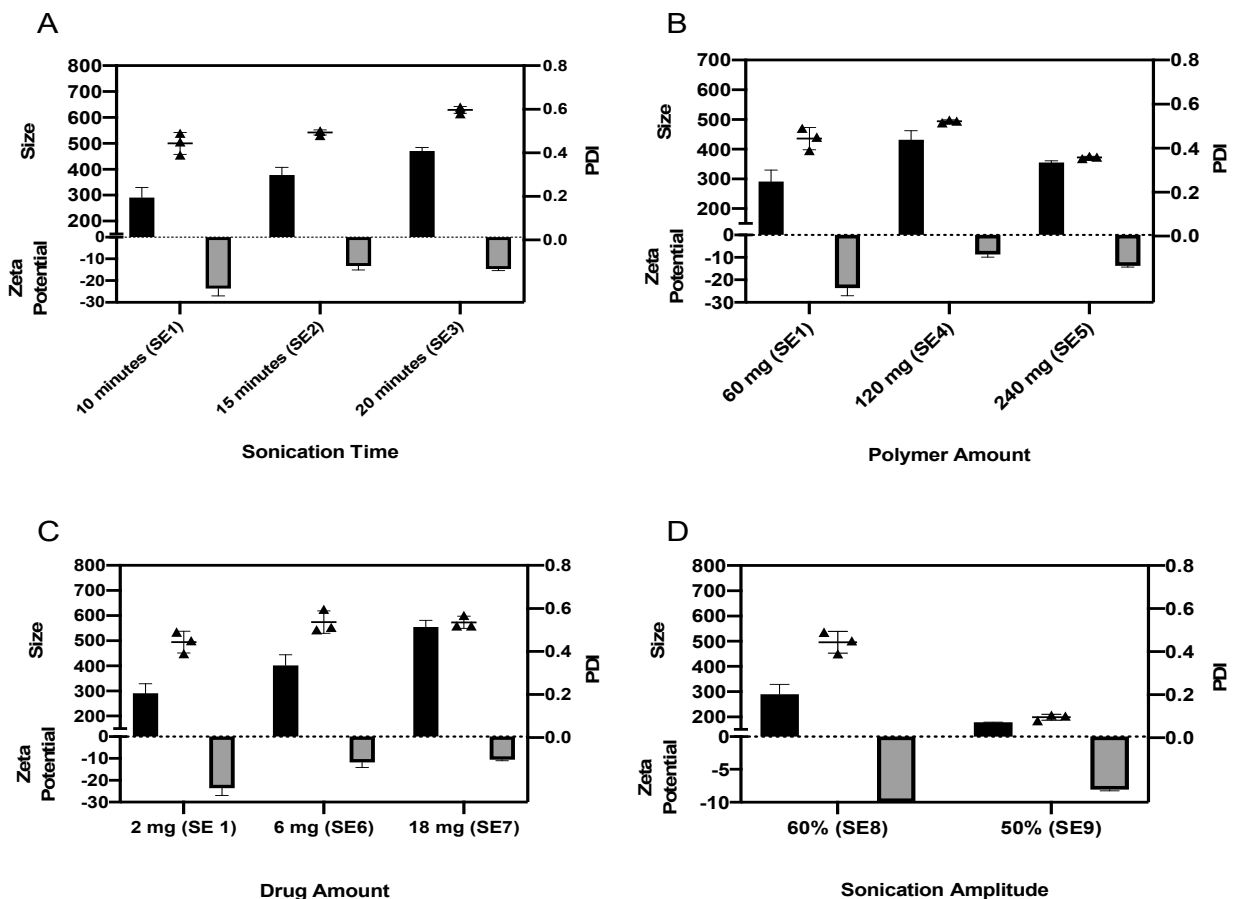 A
800
700
600
500
400
300
200
0
-10
-20
-30
Size
Zeta
Potential
0.8
0.6
0.4
0.2
0.0
PDI
10 minutes (SE1)
15 minutes (SE2)
20 minutes (SE3)
Sonication Time
B
700
600
500
400
300
200
0
-10
-20
-30
Size
Zeta
Potential
0.8
0.6
0.4
0.2
0.0
PDI
60 mg (SE1)
120 mg (SE4)
240 mg (SE5)
Polymer Amount
C
800
700
600
500
400
300
200
0
-10
-20
-30
Size
Zeta
Potential
0.8
0.6
0.4
0.2
0.0
PDI
2 mg (SE 1)
6 mg (SE6)
18 mg (SE7)
Drug Amount
D
800
700
600
500
400
300
200
0
-5
-10
Size
Zeta
Potential
0.8
0.6
0.4
0.2
0.0
PDI
60% (SE8)
50% (SE9)
Sonication Amplitude